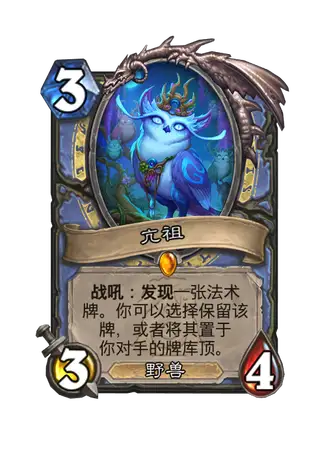 3
亢祖
战吼：发现一张法术
牌。你可以选择保留该
牌，或者将其置于
你对手的牌库顶。
3
野兽
4